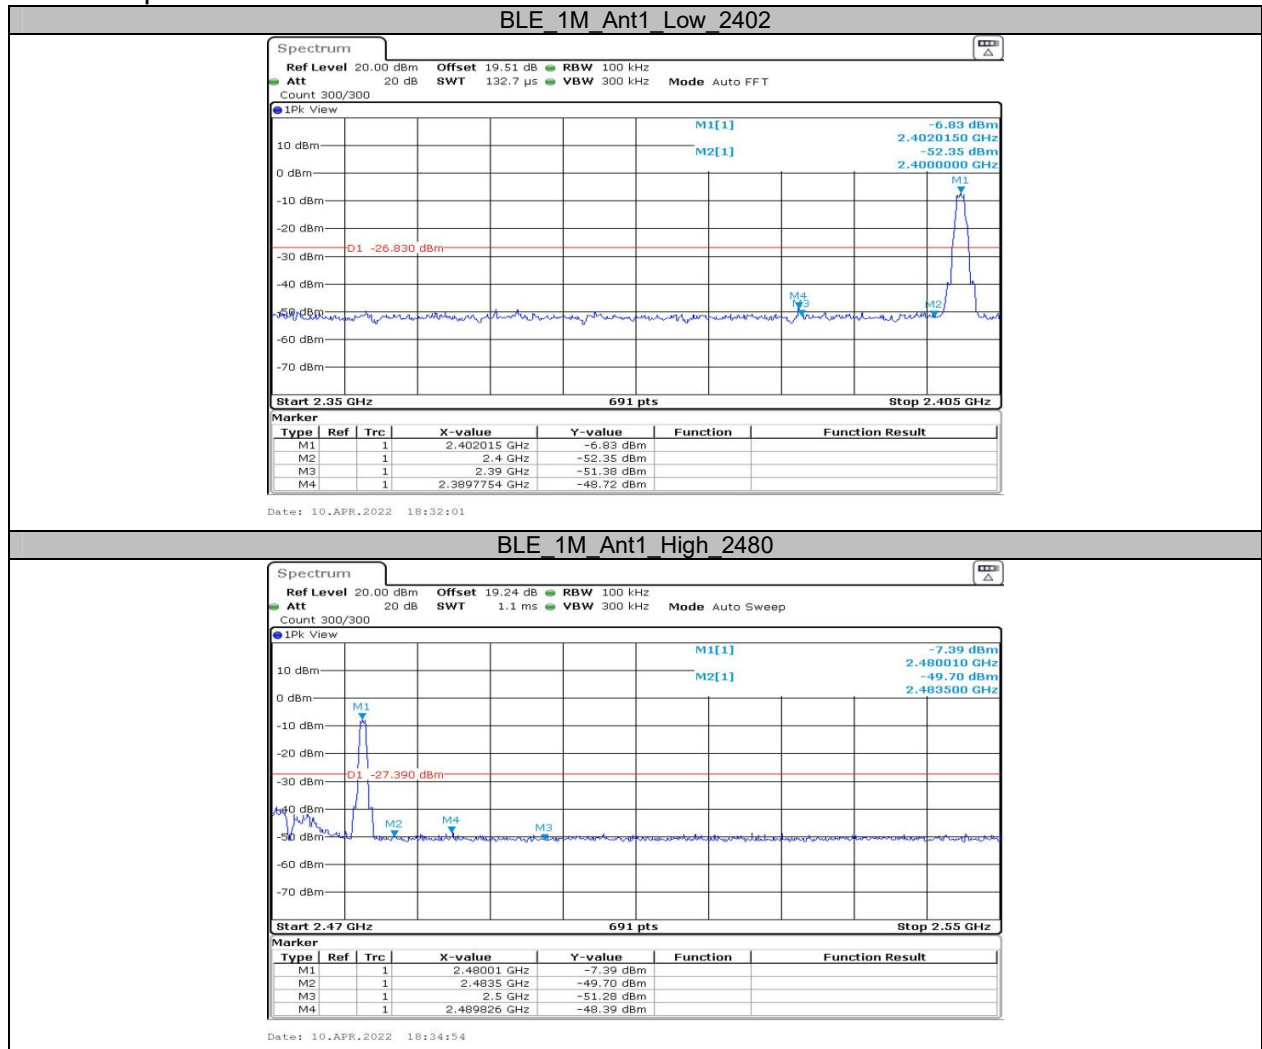 BLE_1M_Ant1_Low_2402
Spectrum
Ref Level 20.00 dBm Offset 19.51 dB RBW 100 kHz
Att 20 dB SWT 132.7 µs VBW 300 kHz Mode Auto FFT
Count 300/300
1Pk View
M1[1] -6.83 dBm
2.4020150 GHz
10 dBm
M2[1] -52.35 dBm
2.4000000 GHz
0 dBm
M1
-10 dBm
-20 dBm
D1 -26.830 dBm
-30 dBm
-40 dBm
M4
M3 M2
-50 dBm
-60 dBm
-70 dBm
Start 2.35 GHz 691 pts Stop 2.405 GHz
Marker
Type Ref Trc X-value Y-value Function Function Result
M1 1 2.402015 GHz -6.83 dBm
M2 1 2.4 GHz -52.35 dBm
M3 1 2.39 GHz -51.38 dBm
M4 1 2.3897754 GHz -48.72 dBm
Date: 10.APR.2022 18:32:01
BLE_1M_Ant1_High_2480
Spectrum
Ref Level 20.00 dBm Offset 19.24 dB RBW 100 kHz
Att 20 dB SWT 1.1 ms VBW 300 kHz Mode Auto Sweep
Count 300/300
1Pk View
M1[1] -7.39 dBm
2.480010 GHz
10 dBm
M2[1] -49.70 dBm
2.483500 GHz
0 dBm
M1
-10 dBm
-20 dBm
D1 -27.390 dBm
-30 dBm
-40 dBm
M2 M4 M3
-50 dBm
-60 dBm
-70 dBm
Start 2.47 GHz 691 pts Stop 2.55 GHz
Marker
Type Ref Trc X-value Y-value Function Function Result
M1 1 2.48001 GHz -7.39 dBm
M2 1 2.4835 GHz -49.70 dBm
M3 1 2.5 GHz -51.28 dBm
M4 1 2.489826 GHz -48.39 dBm
Date: 10.APR.2022 18:34:54